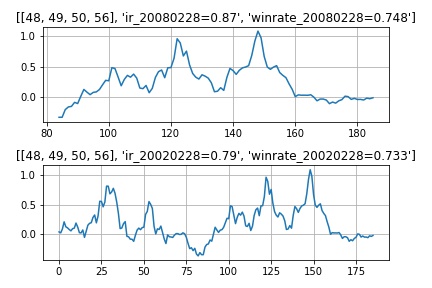 [[48, 49, 50, 56], 'ir_20080228=0.87', 'winrate_20080228=0.748']
1.0
0.5
0.0
80 100 120 140 160 180
[[48, 49, 50, 56], 'ir_20020228=0.79', 'winrate_20020228=0.733']
1.0
0.5
0.0
0 25 50 75 100 125 150 175